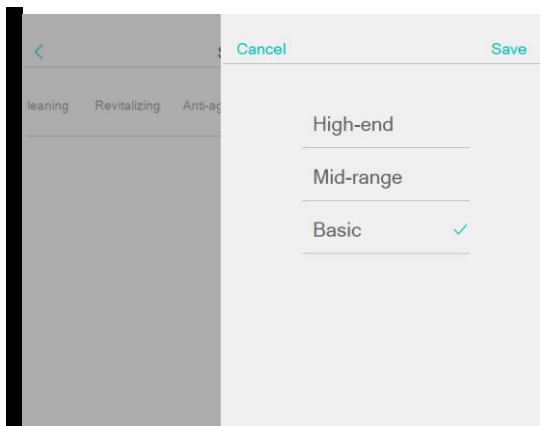 Cancel Save
leaning Revitalizing Anti-ag
High-end
Mid-range
Basic